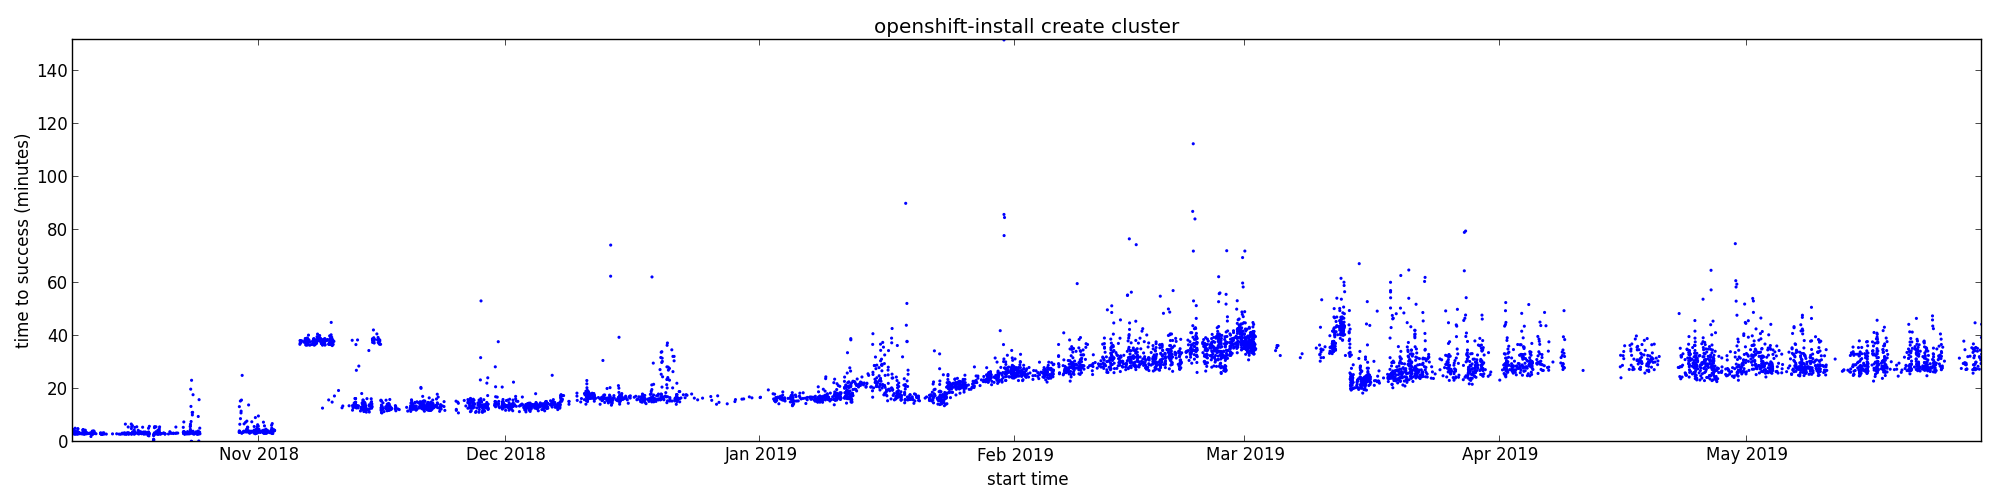 openshift-install create cluster
time to success (minutes)
140
120
100
80
60
40
20
0
Nov 2018 Dec 2018 Jan 2019 Feb 2019 Mar 2019 Apr 2019 May 2019
start time